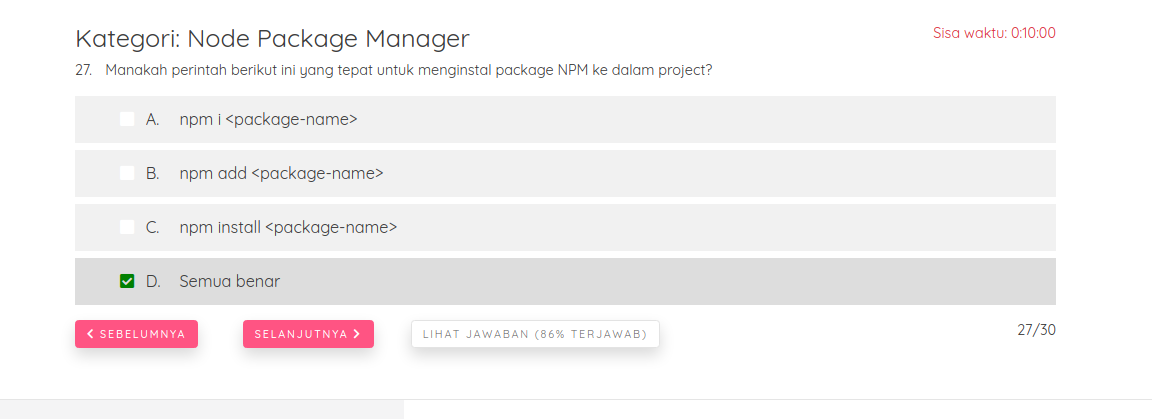 Kategori: Node Package Manager
Sisa waktu: 0:10:00
27. Manakah perintah berikut ini yang tepat untuk menginstal package NPM ke dalam project?
A. npm i <package-name>
B. npm add <package-name>
C. npm install <package-name>
D. Semua benar
SEBELUMNYA
SELANJUTNYA
LIHAT JAWABAN (86% TERJAWAB)
27/30